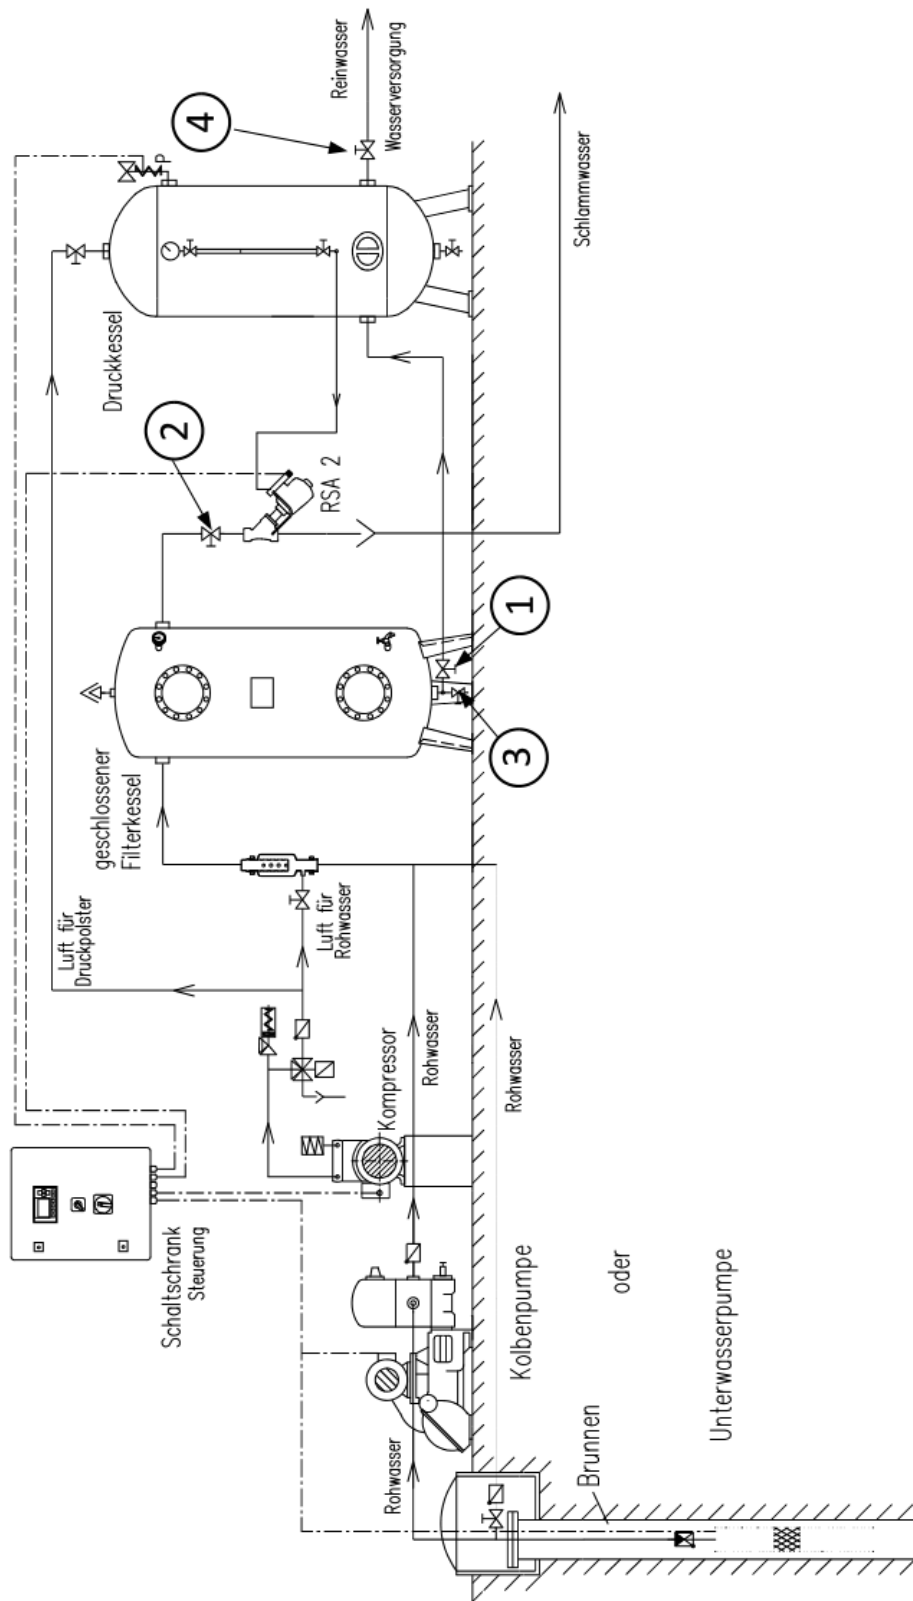 Schaltschrank
Steuerung
Luft für
Druckpolster
geschlossener
Filterkessel
Druckkessel
P
4
Reinwasser
Wasserversorgung
2
RSA 2
Schlammwasser
Luft für
Rohwasser
Kompressor
Rohwasser
Rohwasser
Rohwasser
3
1
Kolbenpumpe
oder
Unterwasserpumpe
Brunnen